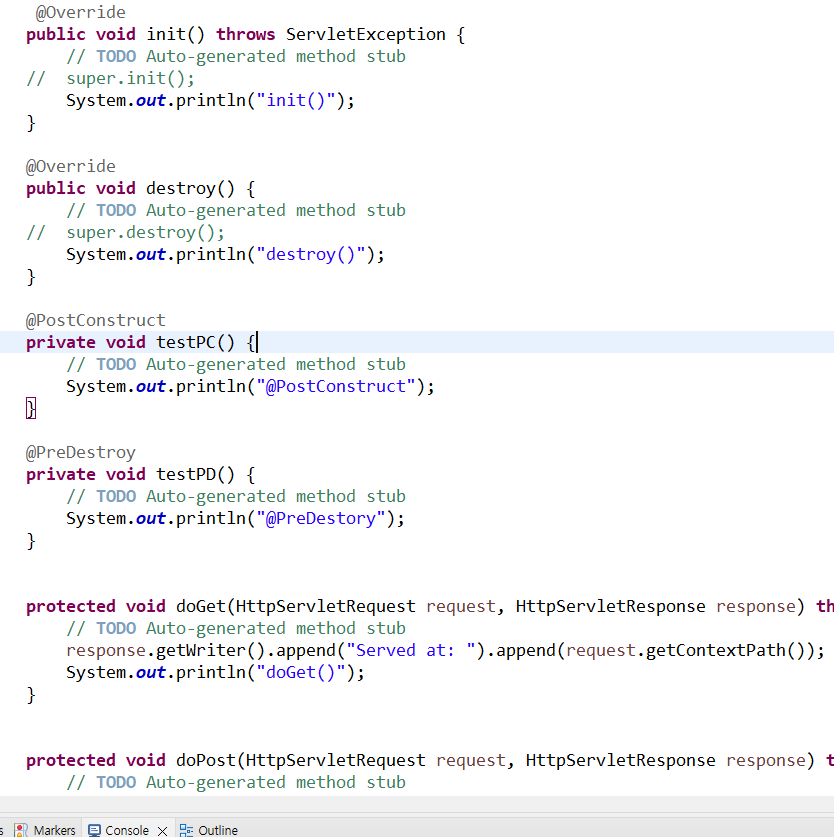 @Override
public void init() throws ServletException {
// TODO Auto-generated method stub
//  super.init();
System.out.println("init()");
}
@Override
public void destroy() {
// TODO Auto-generated method stub
//  super.destroy();
System.out.println("destroy()");
}
@PostConstruct
private void testPC() {
// TODO Auto-generated method stub
System.out.println("@PostConstruct");
}
@PreDestroy
private void testPD() {
// TODO Auto-generated method stub
System.out.println("@PreDestory");
}
protected void doGet(HttpServletRequest request, HttpServletResponse response) th
// TODO Auto-generated method stub
response.getWriter().append("Served at: ").append(request.getContextPath());
System.out.println("doGet()");
}
protected void doPost(HttpServletRequest request, HttpServletResponse response) t
// TODO Auto-generated method stub
s Markers Console Outline